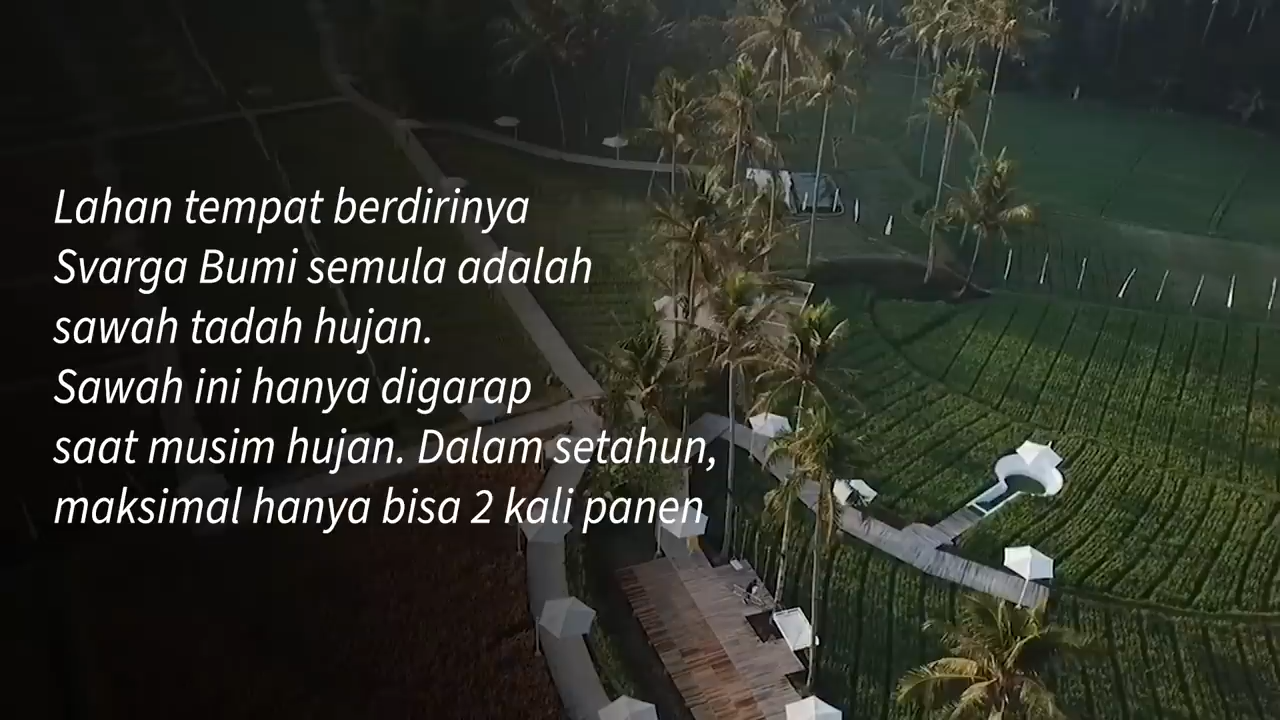 Lahan tempat berdirinya
Svarga Bumi semula adalah
sawah tadah hujan.
Sawah ini hanya digarap
saat musim hujan. Dalam setahun,
maksimal hanya bisa 2 kali panen